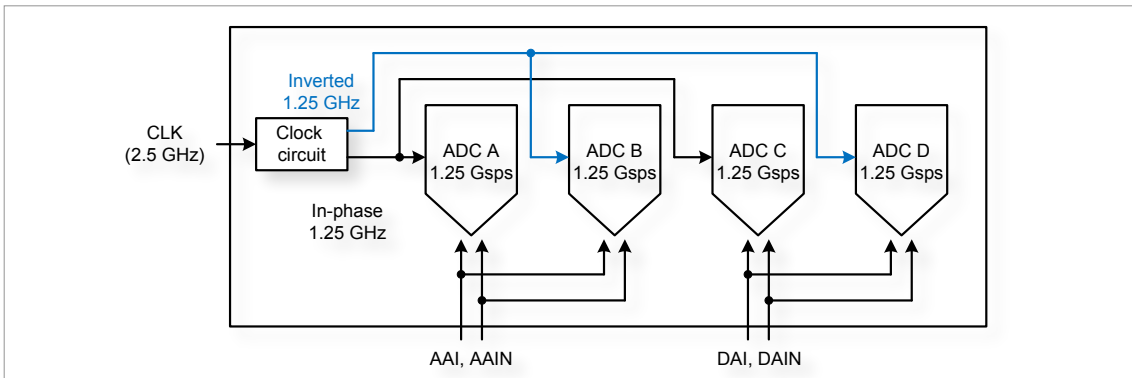 Inverted
1.25 GHz
CLK
(2.5 GHz)
Clock
circuit
ADC A
1.25 Gsps
ADC B
1.25 Gsps
ADC C
1.25 Gsps
ADC D
1.25 Gsps
In-phase
1.25 GHz
AAI, AAIN
DAI, DAIN